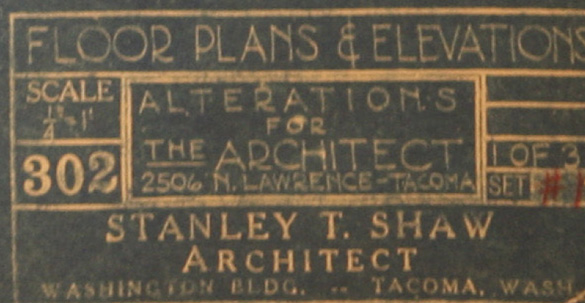 FLOOR PLANS & ELEVATIONS
SCALE
1/4"=1'
302
ALTERATIONS
FOR
THE ARCHITECT
2506 N. LAWRENCE - TACOMA
1 OF 3
SET #
STANLEY T. SHAW
ARCHITECT
WASHINGTON BLDG. -- TACOMA, WASH